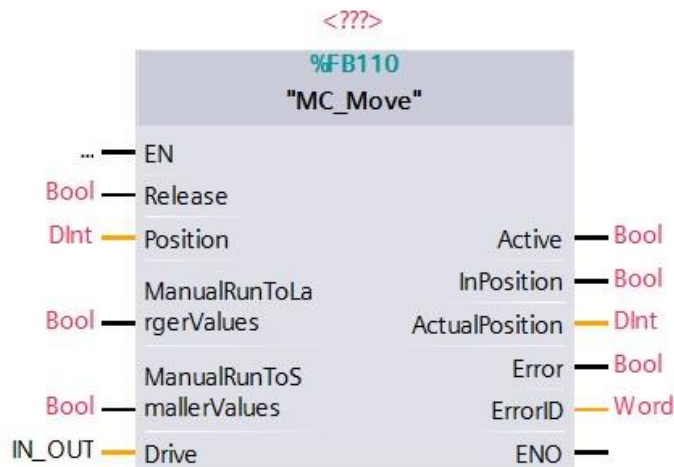 <???>
%FB110
"MC_Move"
... EN
Bool Release
DInt Position Active Bool
ManualRunToLa InPosition Bool
Bool rgerValues ActualPosition DInt
ManualRunToS Error Bool
Bool mallerValues ErrorID Word
IN_OUT Drive ENO